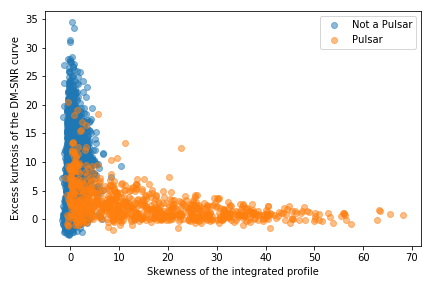 Not a Pulsar
Pulsar
Excess kurtosis of the DM-SNR curve
35
30
25
20
15
10
5
0
0 10 20 30 40 50 60 70
Skewness of the integrated profile